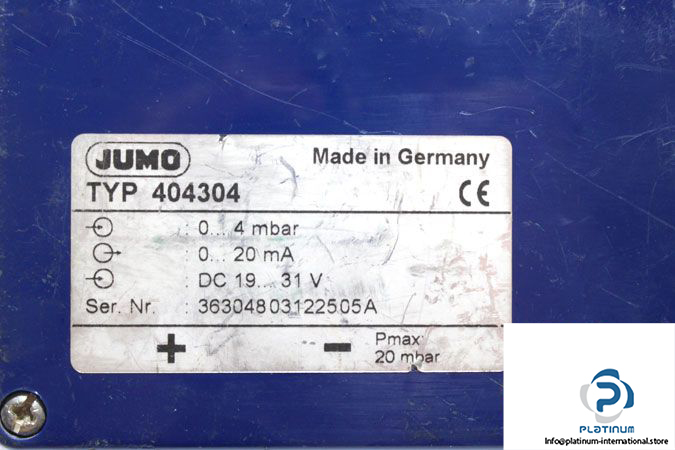 JUMO
Made in Germany
TYP 404304
CE
: 0... 4 mbar
: 0... 20 mA
: DC 19... 31 V
Ser. Nr. : 36304803122505A
+ -
Pmax
20 mbar
PLATINUM
Info@platinum-international.store